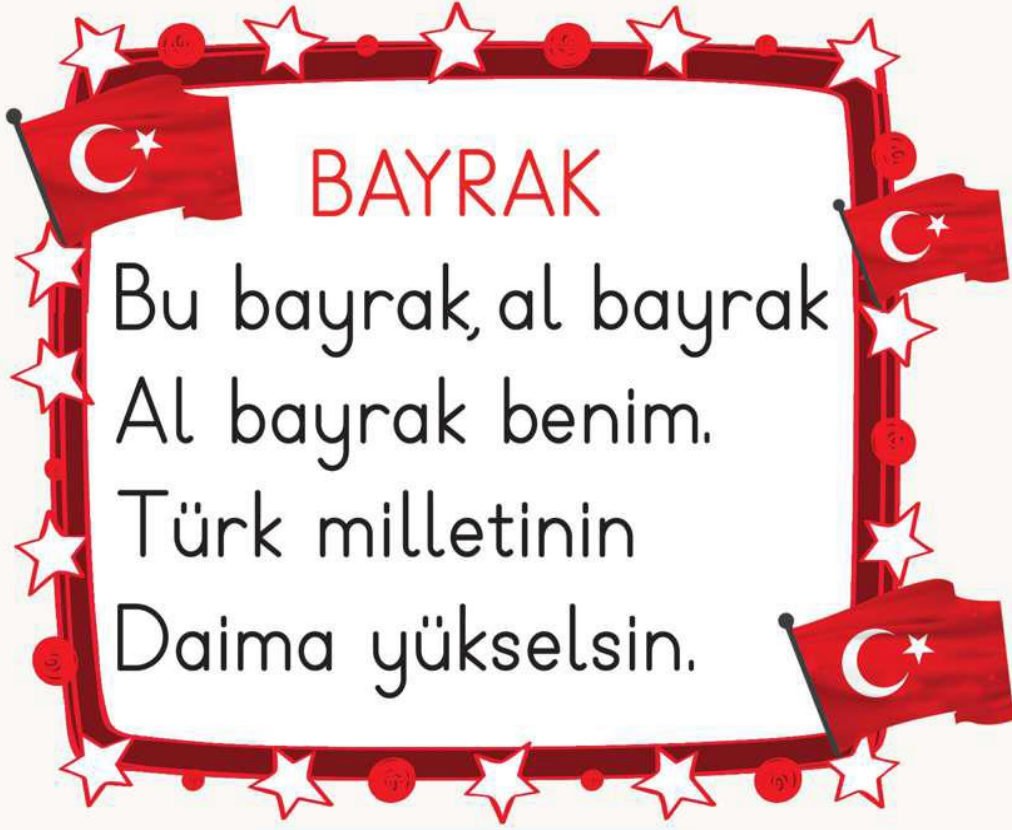 BAYRAK
Bu bayrak, al bayrak
Al bayrak benim.
Türk milletinin
Daima yükselsin.